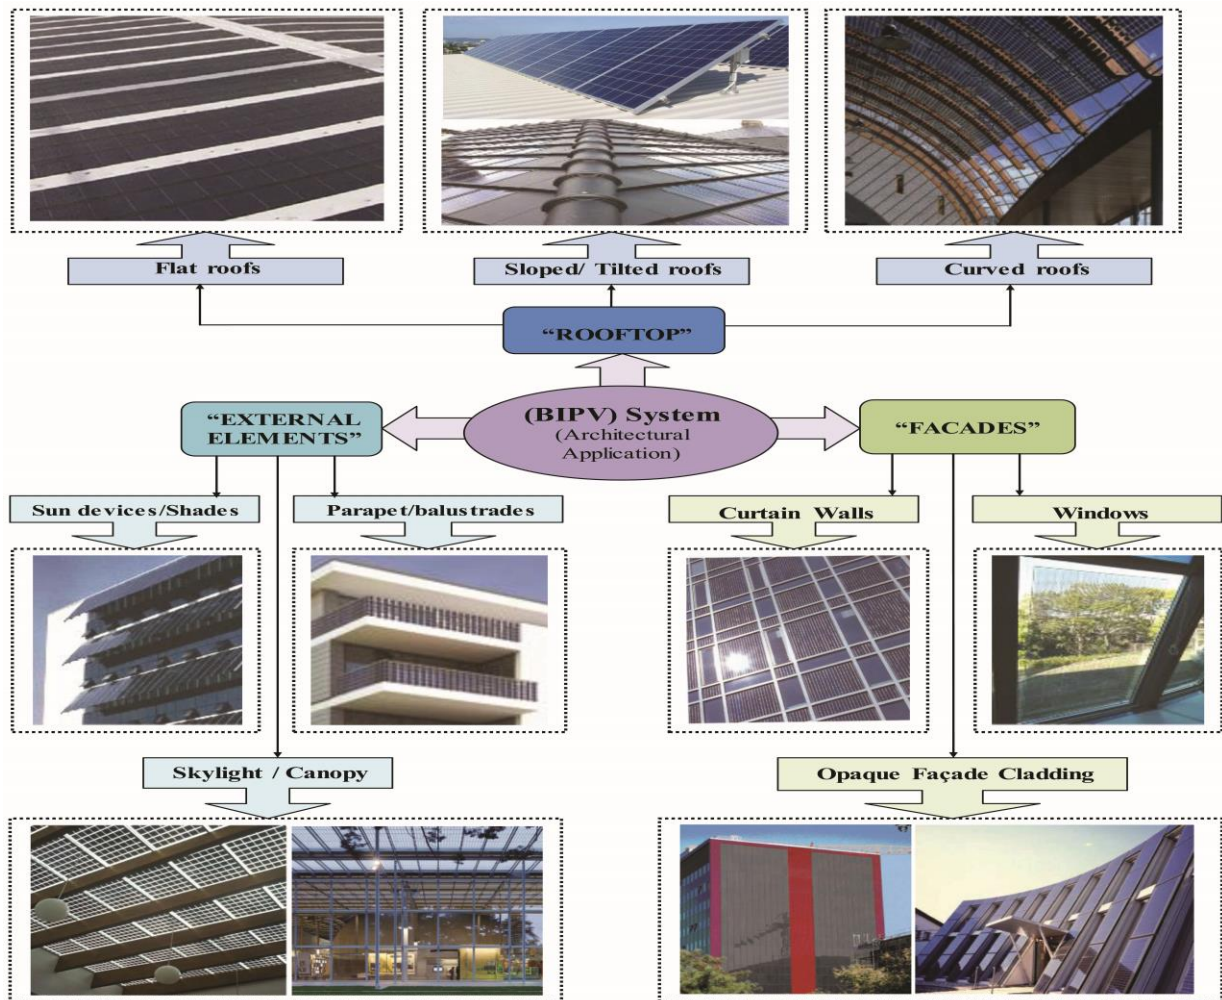 Flat roofs
Sloped/ Tilted roofs
Curved roofs
“ROOFTOP”
“EXTERNAL
ELEMENTS”
(BIPV) System
(Architectural
Application)
“FACADES”
Sun devices/Shades
Parapet/balustrades
Curtain Walls
Windows
Skylight / Canopy
Opaque Façade Cladding